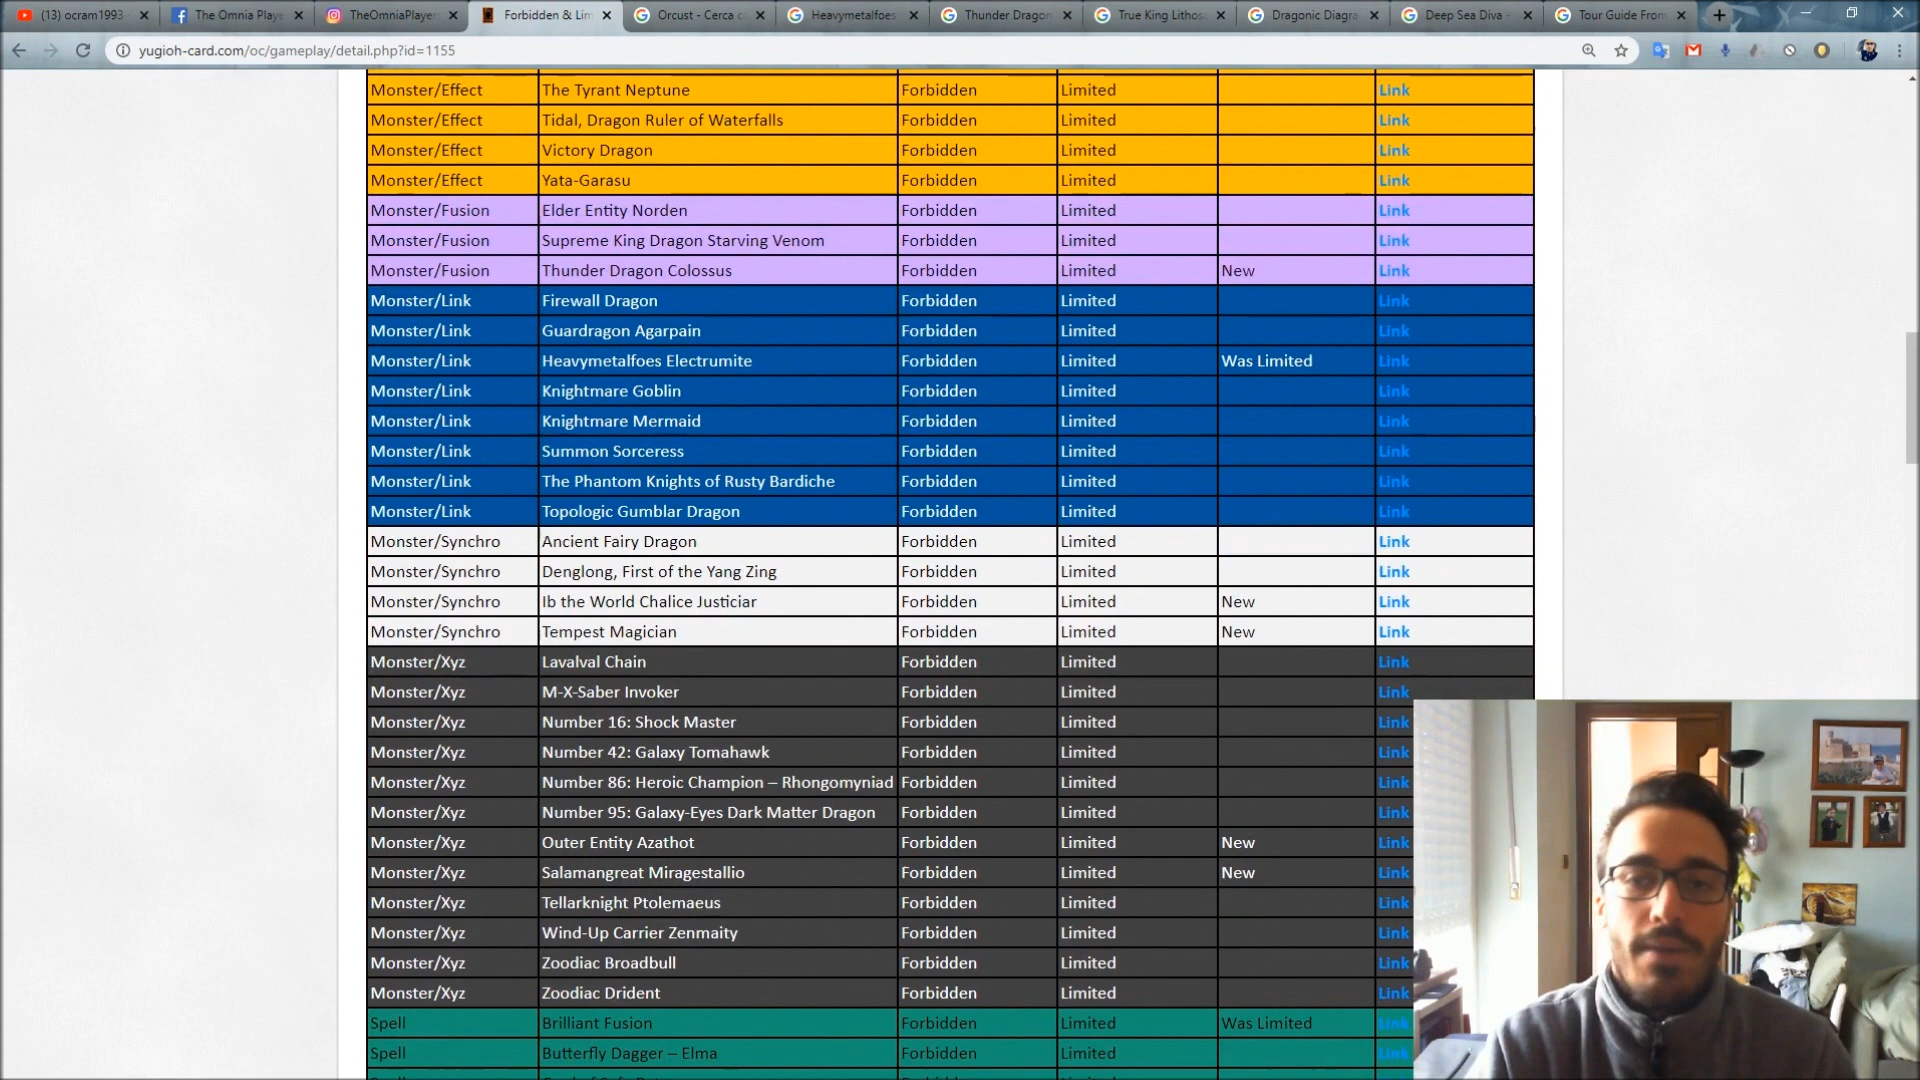 (13) ocram1993
The Omnia Playe
TheOmniaPlayer
Forbidden & Lim
Orcust - Cerca c
Heavymetalfoes
Thunder Dragon
True King Lithos
Dragonic Diagra
Deep Sea Diva -
Tour Guide From
yugioh-card.com/oc/gameplay/detail.php?id=1155
Monster/Effect The Tyrant Neptune Forbidden Limited Link
Monster/Effect Tidal, Dragon Ruler of Waterfalls Forbidden Limited Link
Monster/Effect Victory Dragon Forbidden Limited Link
Monster/Effect Yata-Garasu Forbidden Limited Link
Monster/Fusion Elder Entity Norden Forbidden Limited Link
Monster/Fusion Supreme King Dragon Starving Venom Forbidden Limited Link
Monster/Fusion Thunder Dragon Colossus Forbidden Limited New Link
Monster/Link Firewall Dragon Forbidden Limited Link
Monster/Link Guardragon Agarpain Forbidden Limited Link
Monster/Link Heavymetalfoes Electrumite Forbidden Limited Was Limited Link
Monster/Link Knightmare Goblin Forbidden Limited Link
Monster/Link Knightmare Mermaid Forbidden Limited Link
Monster/Link Summon Sorceress Forbidden Limited Link
Monster/Link The Phantom Knights of Rusty Bardiche Forbidden Limited Link
Monster/Link Topologic Gumblar Dragon Forbidden Limited Link
Monster/Synchro Ancient Fairy Dragon Forbidden Limited Link
Monster/Synchro Denglong, First of the Yang Zing Forbidden Limited Link
Monster/Synchro Ib the World Chalice Justiciar Forbidden Limited New Link
Monster/Synchro Tempest Magician Forbidden Limited New Link
Monster/Xyz Lavalval Chain Forbidden Limited Link
Monster/Xyz M-X-Saber Invoker Forbidden Limited Link
Monster/Xyz Number 16: Shock Master Forbidden Limited Link
Monster/Xyz Number 42: Galaxy Tomahawk Forbidden Limited Link
Monster/Xyz Number 86: Heroic Champion – Rhongomyniad Forbidden Limited Link
Monster/Xyz Number 95: Galaxy-Eyes Dark Matter Dragon Forbidden Limited Link
Monster/Xyz Outer Entity Azathot Forbidden Limited New Link
Monster/Xyz Salamangreat Miragestallio Forbidden Limited New Link
Monster/Xyz Tellarknight Ptolemaeus Forbidden Limited Link
Monster/Xyz Wind-Up Carrier Zenmaity Forbidden Limited Link
Monster/Xyz Zoodiac Broadbull Forbidden Limited Link
Monster/Xyz Zoodiac Drident Forbidden Limited Link
Spell Brilliant Fusion Forbidden Limited Was Limited Link
Spell Butterfly Dagger – Elma Forbidden Limited Link